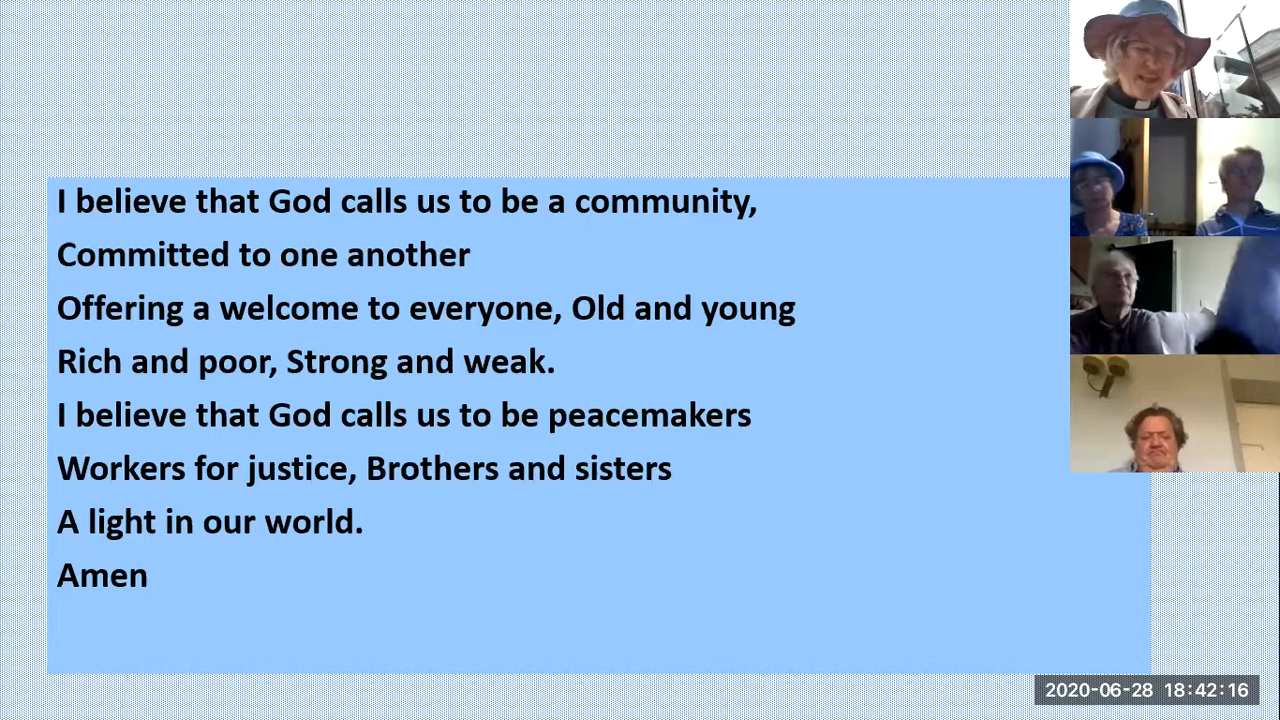 I believe that God calls us to be a community,
Committed to one another
Offering a welcome to everyone, Old and young
Rich and poor, Strong and weak.
I believe that God calls us to be peacemakers
Workers for justice, Brothers and sisters
A light in our world.
Amen
2020-06-28 18:42:16